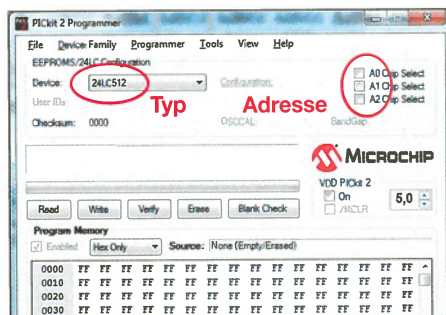 PICkit 2 Programmer
File Device Family Programmer Tools View Help
EEPROMS/24LC Configuration
Device: 24LC512 Configuration: A0 Chip Select
A1 Chip Select
User IDs Typ Adresse A2 Chip Select
Checksum: 0000 OSCCAL: BandGap:
MICROCHIP
VDD PICkit 2
On
/MCLR 5,0
Read Write Verify Erase Blank Check
Program Memory
Enabled Hex Only Source: None (Empty/Erased)
0000 FF FF FF FF FF FF FF FF FF FF FF FF FF FF FF FF
0010 FF FF FF FF FF FF FF FF FF FF FF FF FF FF FF FF
0020 FF FF FF FF FF FF FF FF FF FF FF FF FF FF FF FF
0030 FF FF FF FF FF FF FF FF FF FF FF FF FF FF FF FF